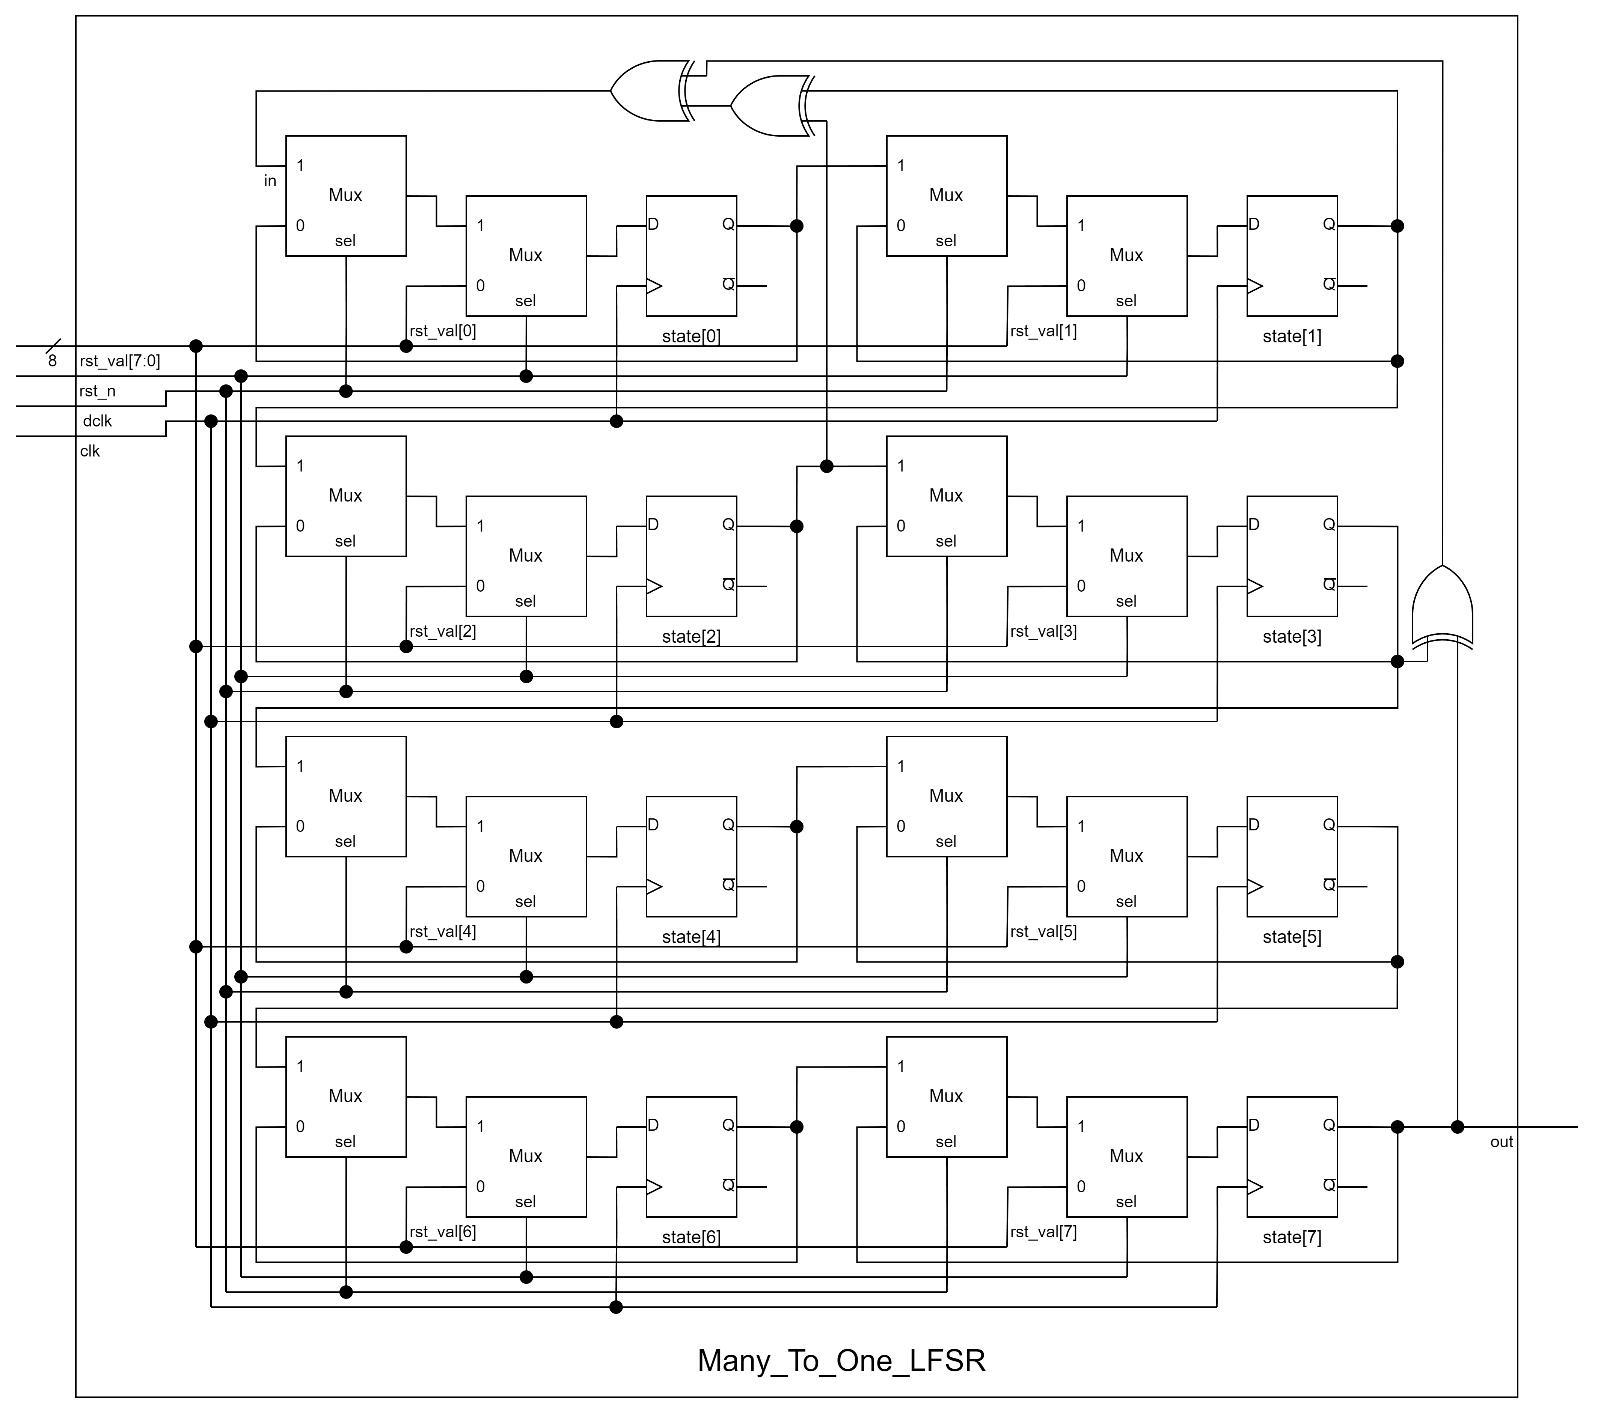 1
Mux
in
0
sel
1
Mux
0
sel
rst_val[0]
D
Q
Q̅
state[0]
1
Mux
0
sel
1
Mux
0
sel
rst_val[1]
D
Q
Q̅
state[1]
8
rst_val[7:0]
rst_n
dclk
clk
1
Mux
0
sel
1
Mux
0
sel
rst_val[2]
D
Q
Q̅
state[2]
1
Mux
0
sel
1
Mux
0
sel
rst_val[3]
D
Q
Q̅
state[3]
1
Mux
0
sel
1
Mux
0
sel
rst_val[4]
D
Q
Q̅
state[4]
1
Mux
0
sel
1
Mux
0
sel
rst_val[5]
D
Q
Q̅
state[5]
1
Mux
0
sel
1
Mux
0
sel
rst_val[6]
D
Q
Q̅
state[6]
1
Mux
0
sel
1
Mux
0
sel
rst_val[7]
D
Q
Q̅
state[7]
out
Many_To_One_LFSR